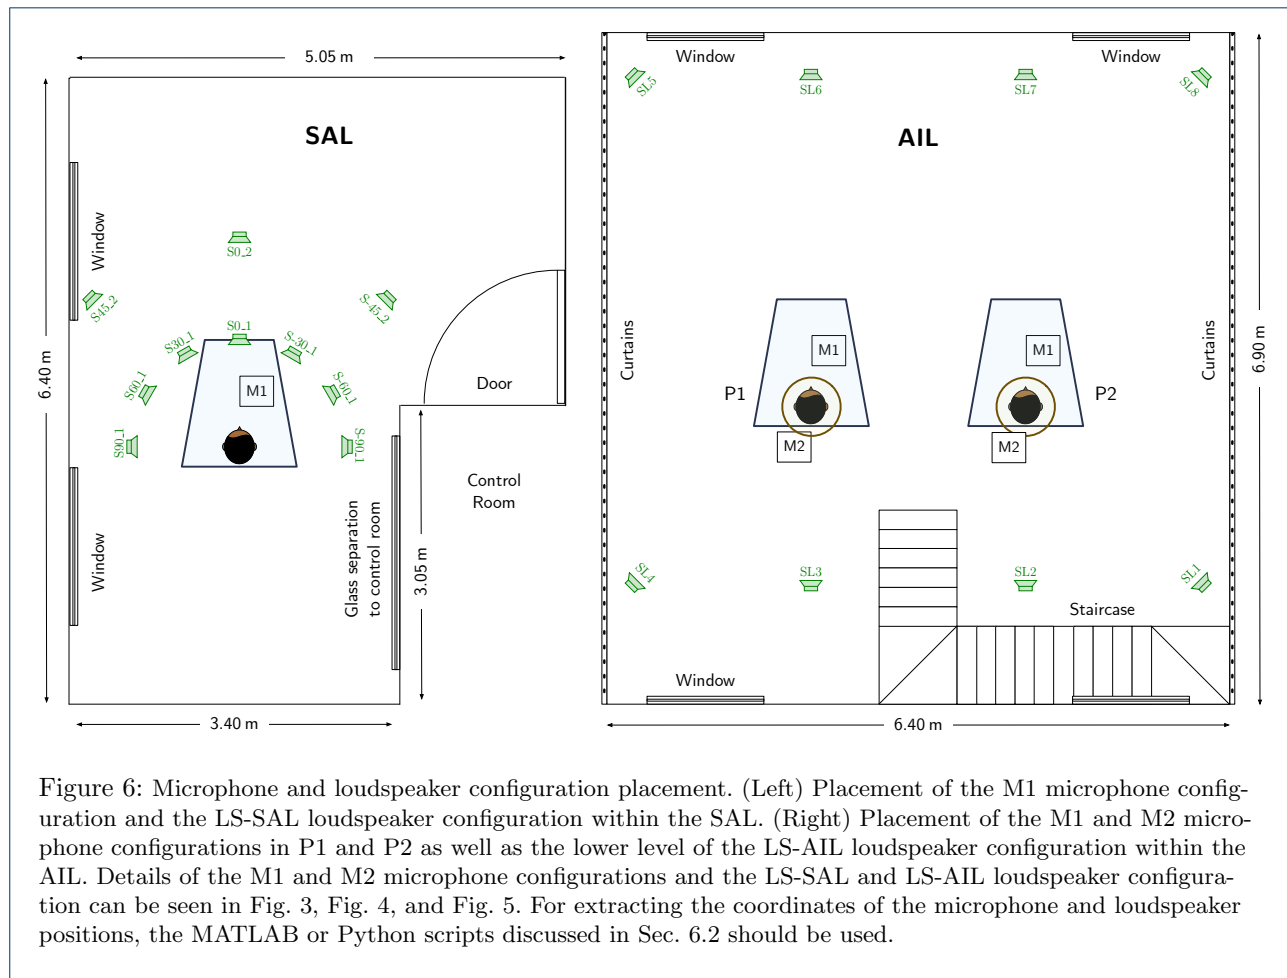 5.05 m
SAL
Window
S0_2
S45_2
S-45_2
S0_1
S30_1
S-30_1
S60_1
S-60_1
M1
S90_1
S-90_1
Door
6.40 m
Control
Room
Window
Glass separation
to control room
3.05 m
3.40 m
Window
Window
SL5
SL6
SL7
SL8
AIL
Curtains
Curtains
6.90 m
M1
M1
P1
P2
M2
M2
SL4
SL3
SL2
SL1
Staircase
Window
6.40 m
Figure 6: Microphone and loudspeaker configuration placement. (Left) Placement of the M1 microphone config-
uration and the LS-SAL loudspeaker configuration within the SAL. (Right) Placement of the M1 and M2 micro-
phone configurations in P1 and P2 as well as the lower level of the LS-AIL loudspeaker configuration within the
AIL. Details of the M1 and M2 microphone configurations and the LS-SAL and LS-AIL loudspeaker configura-
tion can be seen in Fig. 3, Fig. 4, and Fig. 5. For extracting the coordinates of the microphone and loudspeaker
positions, the MATLAB or Python scripts discussed in Sec. 6.2 should be used.